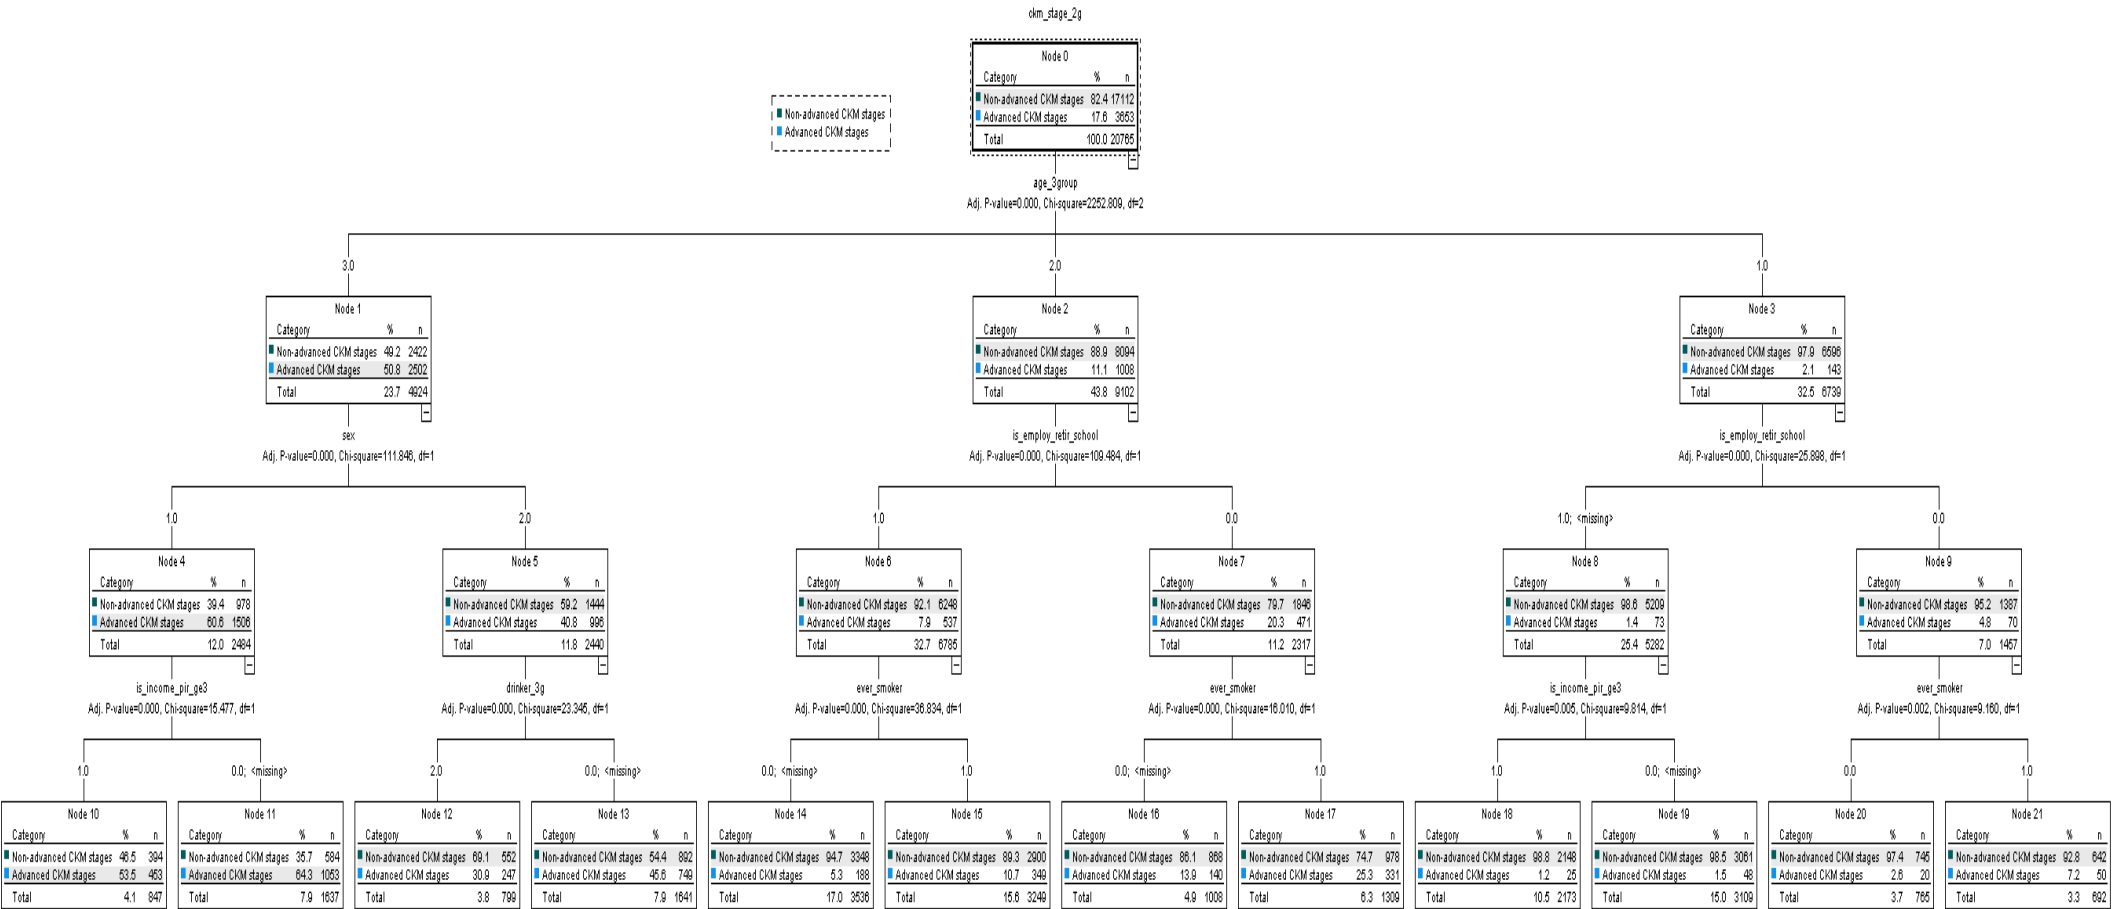 ckm_stage_2g
Node 0
Category % n
Non-advanced CKM stages 82.4 17112
Advanced CKM stages 17.6 3653
Total 100.0 20765
Non-advanced CKM stages
Advanced CKM stages
age_3group
Adj. P-value=0.000, Chi-square=2252.809, df=2
3.0
2.0
1.0
Node 1
Category % n
Non-advanced CKM stages 49.2 2422
Advanced CKM stages 50.8 2502
Total 23.7 4924
Node 2
Category % n
Non-advanced CKM stages 88.9 8094
Advanced CKM stages 11.1 1008
Total 43.8 9102
Node 3
Category % n
Non-advanced CKM stages 97.9 6596
Advanced CKM stages 2.1 143
Total 32.5 6739
sex
Adj. P-value=0.000, Chi-square=111.846, df=1
is_employ_retir_school
Adj. P-value=0.000, Chi-square=109.484, df=1
is_employ_retir_school
Adj. P-value=0.000, Chi-square=25.898, df=1
1.0
2.0
1.0
0.0
1.0; <missing>
0.0
Node 4
Category % n
Non-advanced CKM stages 39.4 978
Advanced CKM stages 60.6 1506
Total 12.0 2484
Node 5
Category % n
Non-advanced CKM stages 59.2 1444
Advanced CKM stages 40.8 996
Total 11.8 2440
Node 6
Category % n
Non-advanced CKM stages 92.1 6248
Advanced CKM stages 7.9 537
Total 32.7 6785
Node 7
Category % n
Non-advanced CKM stages 79.7 1846
Advanced CKM stages 20.3 471
Total 11.2 2317
Node 8
Category % n
Non-advanced CKM stages 98.6 5209
Advanced CKM stages 1.4 73
Total 25.4 5282
Node 9
Category % n
Non-advanced CKM stages 95.2 1387
Advanced CKM stages 4.8 70
Total 7.0 1457
is_income_pir_ge3
Adj. P-value=0.000, Chi-square=15.477, df=1
drinker_3g
Adj. P-value=0.000, Chi-square=23.345, df=1
ever_smoker
Adj. P-value=0.000, Chi-square=36.834, df=1
ever_smoker
Adj. P-value=0.000, Chi-square=16.010, df=1
is_income_pir_ge3
Adj. P-value=0.005, Chi-square=9.814, df=1
ever_smoker
Adj. P-value=0.002, Chi-square=9.160, df=1
1.0
0.0; <missing>
2.0
0.0; <missing>
0.0; <missing>
1.0
0.0; <missing>
1.0
1.0
0.0; <missing>
0.0
1.0
Node 10
Category % n
Non-advanced CKM stages 46.5 394
Advanced CKM stages 53.5 453
Total 4.1 847
Node 11
Category % n
Non-advanced CKM stages 35.7 584
Advanced CKM stages 64.3 1053
Total 7.9 1637
Node 12
Category % n
Non-advanced CKM stages 69.1 552
Advanced CKM stages 30.9 247
Total 3.8 799
Node 13
Category % n
Non-advanced CKM stages 54.4 892
Advanced CKM stages 45.6 749
Total 7.9 1641
Node 14
Category % n
Non-advanced CKM stages 94.7 3348
Advanced CKM stages 5.3 188
Total 17.0 3536
Node 15
Category % n
Non-advanced CKM stages 89.3 2900
Advanced CKM stages 10.7 349
Total 15.6 3249
Node 16
Category % n
Non-advanced CKM stages 86.1 868
Advanced CKM stages 13.9 140
Total 4.9 1008
Node 17
Category % n
Non-advanced CKM stages 74.7 978
Advanced CKM stages 25.3 331
Total 6.3 1309
Node 18
Category % n
Non-advanced CKM stages 98.8 2148
Advanced CKM stages 1.2 25
Total 10.5 2173
Node 19
Category % n
Non-advanced CKM stages 98.5 3061
Advanced CKM stages 1.5 48
Total 15.0 3109
Node 20
Category % n
Non-advanced CKM stages 97.4 745
Advanced CKM stages 2.6 20
Total 3.7 765
Node 21
Category % n
Non-advanced CKM stages 92.8 642
Advanced CKM stages 7.2 50
Total 3.3 692